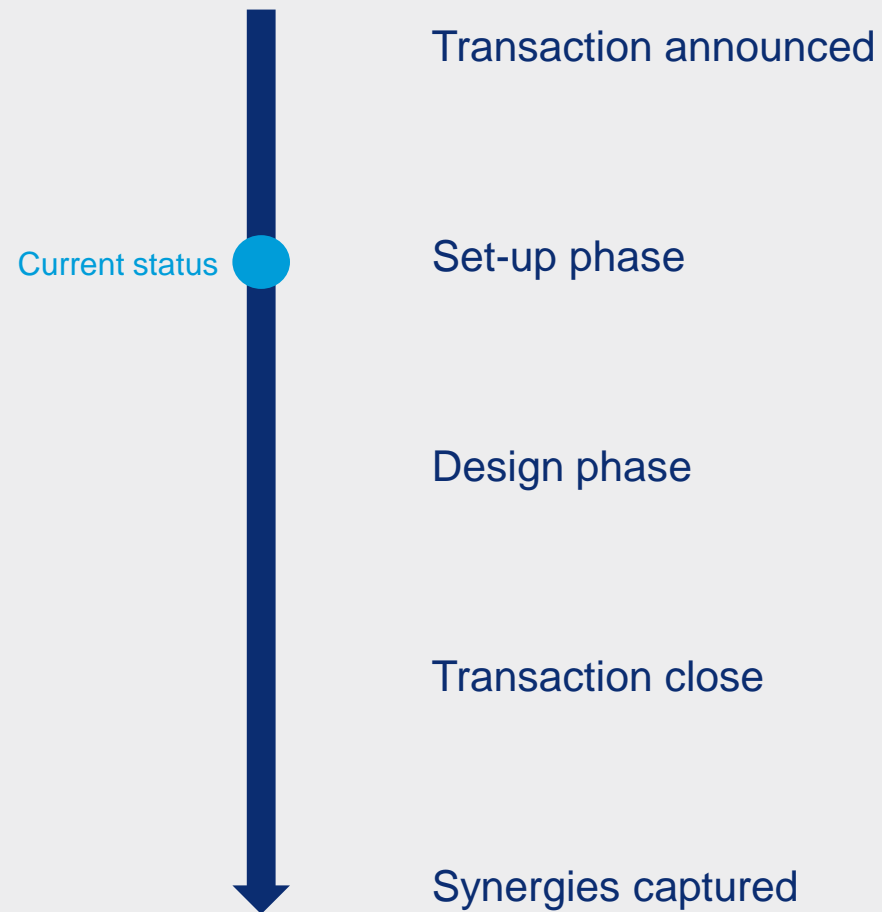 Transaction announced
Current status
Set-up phase
Design phase
Transaction close
Synergies captured